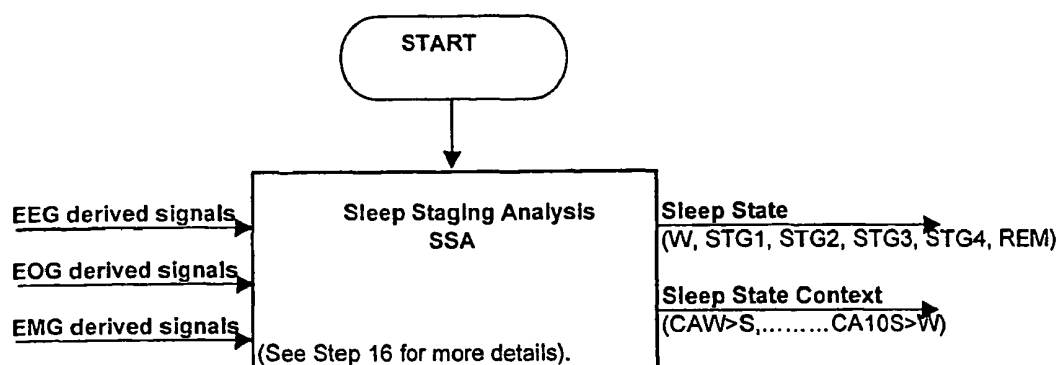 START
Sleep Staging Analysis
SSA
EEG derived signals
EOG derived signals
EMG derived signals
(See Step 16 for more details).
Sleep State
(W, STG1, STG2, STG3, STG4, REM)
Sleep State Context
(CAW>S,.........CA10S>W)